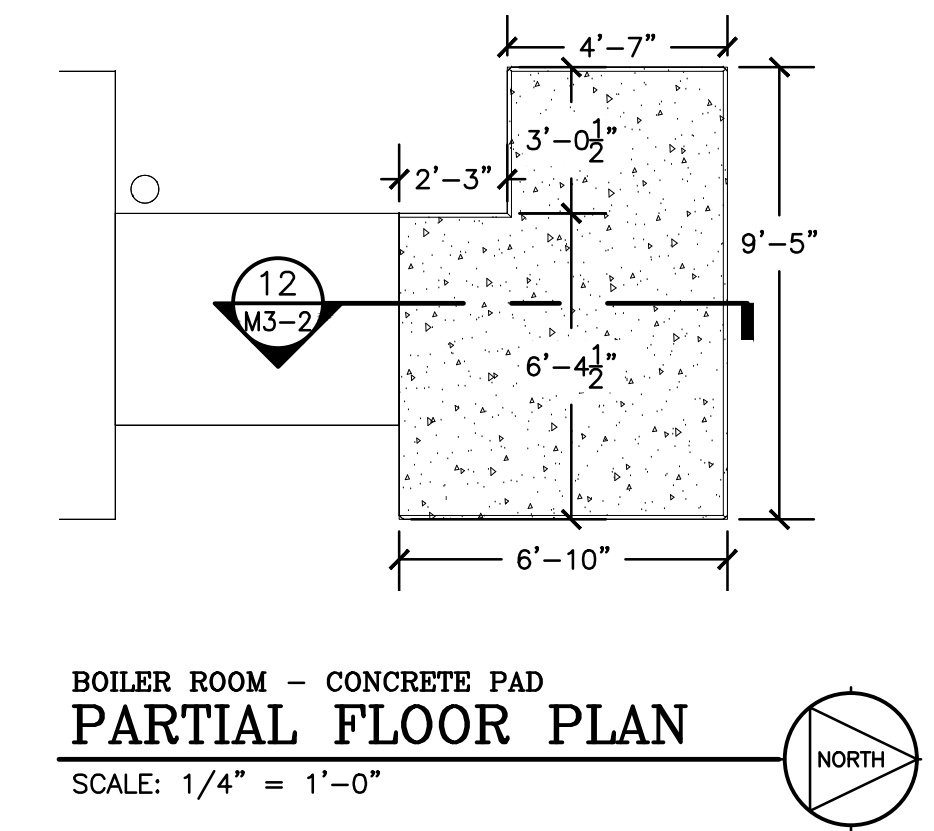 4’-7”
3’-0½”
2’-3”
9’-5”
12
M3-2
6’-4½”
6’-10”
BOILER ROOM - CONCRETE PAD
PARTIAL FLOOR PLAN
NORTH
SCALE: 1/4” = 1’-0”